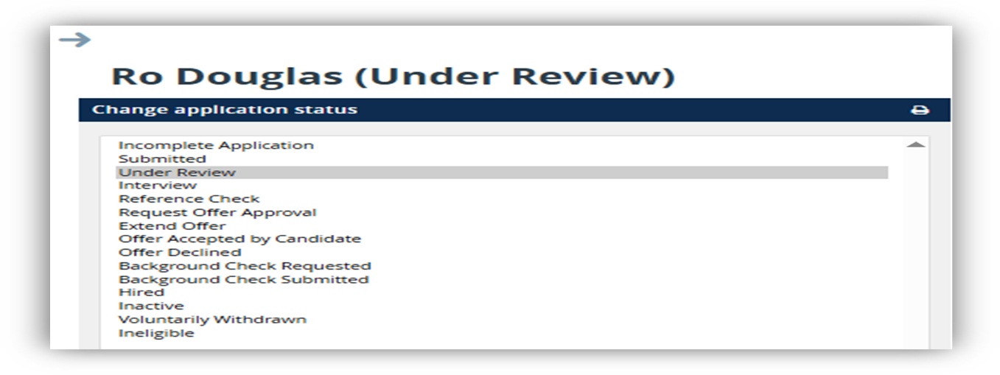 Ro Douglas (Under Review)
Change application status
Incomplete Application
Submitted
Under Review
Interview
Reference Check
Request Offer Approval
Extend Offer
Offer Accepted by Candidate
Offer Declined
Background Check Requested
Background Check Submitted
Hired
Inactive
Voluntarily Withdrawn
Ineligible